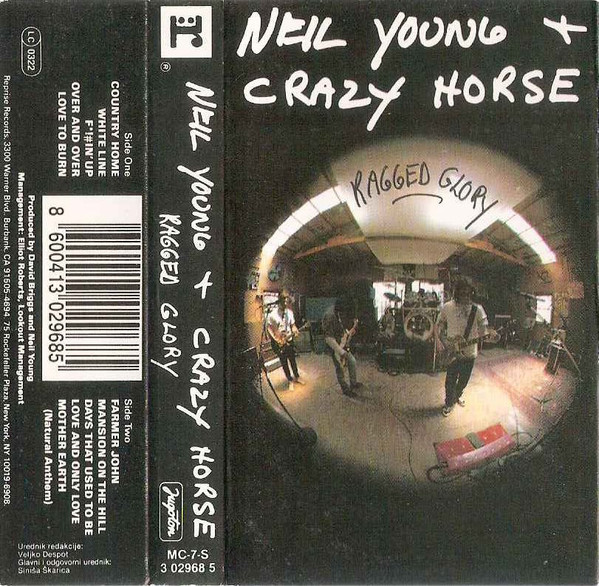 NEIL YOUNG +
CRAZY HORSE
RAGGED GLORY
R
®
NEIL YOUNG + CRAZY HORSE
RAGGED GLORY
Jugoton
MC-7-S
3 02968 5
LC 0322
Side One
COUNTRY HOME
WHITE LINE
F*!#IN' UP
OVER AND OVER
LOVE TO BURN
8 600413 029685
Side Two
FARMER JOHN
MANSION ON THE HILL
DAYS THAT USED TO BE
LOVE AND ONLY LOVE
MOTHER EARTH
(Natural Anthem)
Produced by David Briggs and Neil Young
Management: Elliot Roberts, Lookout Management
Reprise Records, 3300 Warner Blvd., Burbank, CA 91505-4694. 75 Rockefeller Plaza, New York, NY 10019-6908.
Urednik redakcije:
Veljko Despot
Glavni i odgovorni urednik:
Siniša Škarica